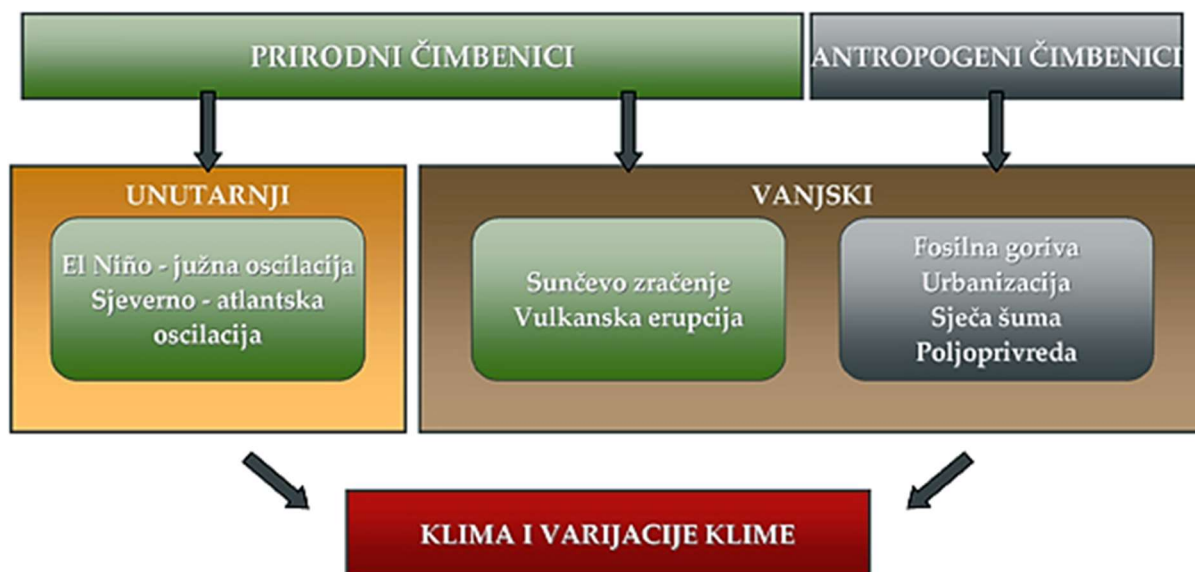 PRIRODNI ČIMBENICI
ANTROPOGENI ČIMBENICI
UNUTARNJI
El Niño - južna oscilacija
Sjeverno - atlantska
oscilacija
VANJSKI
Sunčevo zračenje
Vulkanska erupcija
Fosilna goriva
Urbanizacija
Sječa šuma
Poljoprivreda
KLIMA I VARIJACIJE KLIME